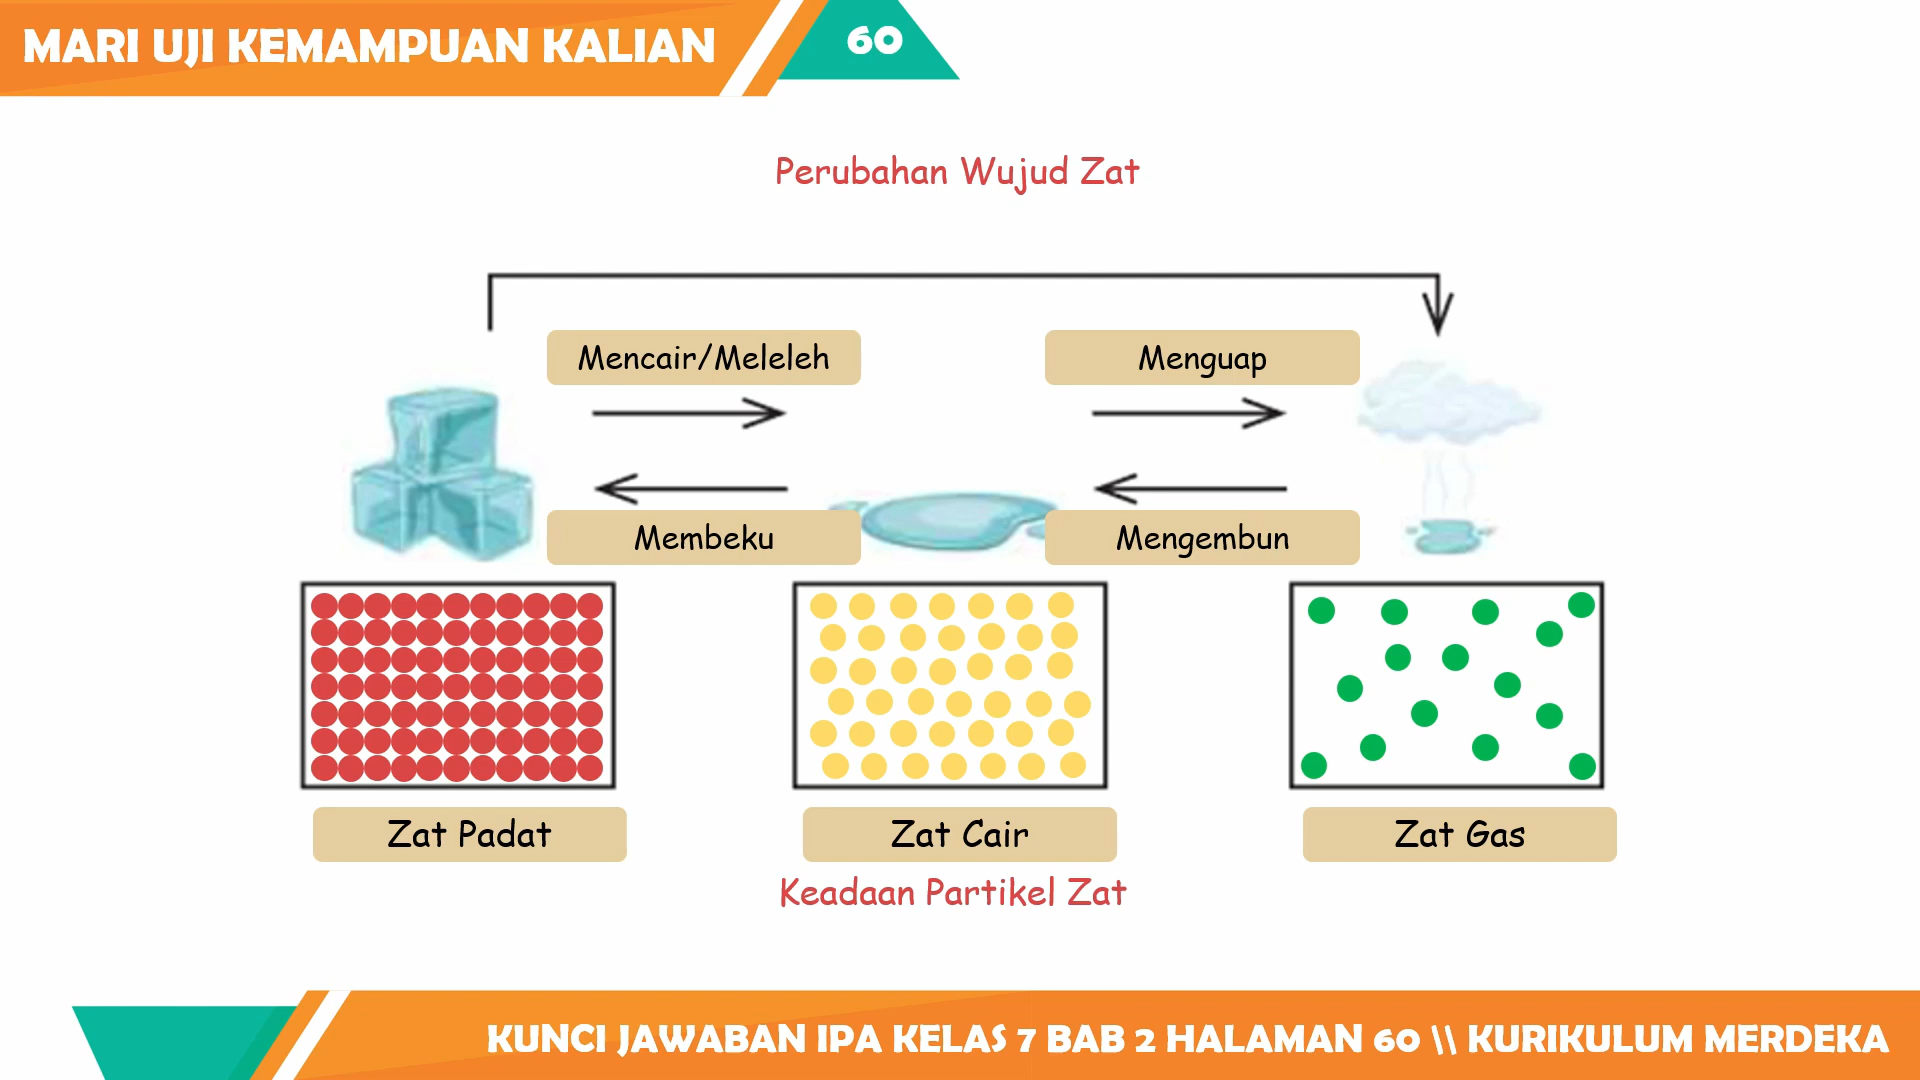 MARI UJI KEMAMPUAN KALIAN
60
Perubahan Wujud Zat
Mencair/Meleleh
Menguap
Membeku
Mengembun
Zat Padat
Zat Cair
Zat Gas
Keadaan Partikel Zat
KUNCI JAWABAN IPA KELAS 7 BAB 2 HALAMAN 60 \\ KURIKULUM MERDEKA